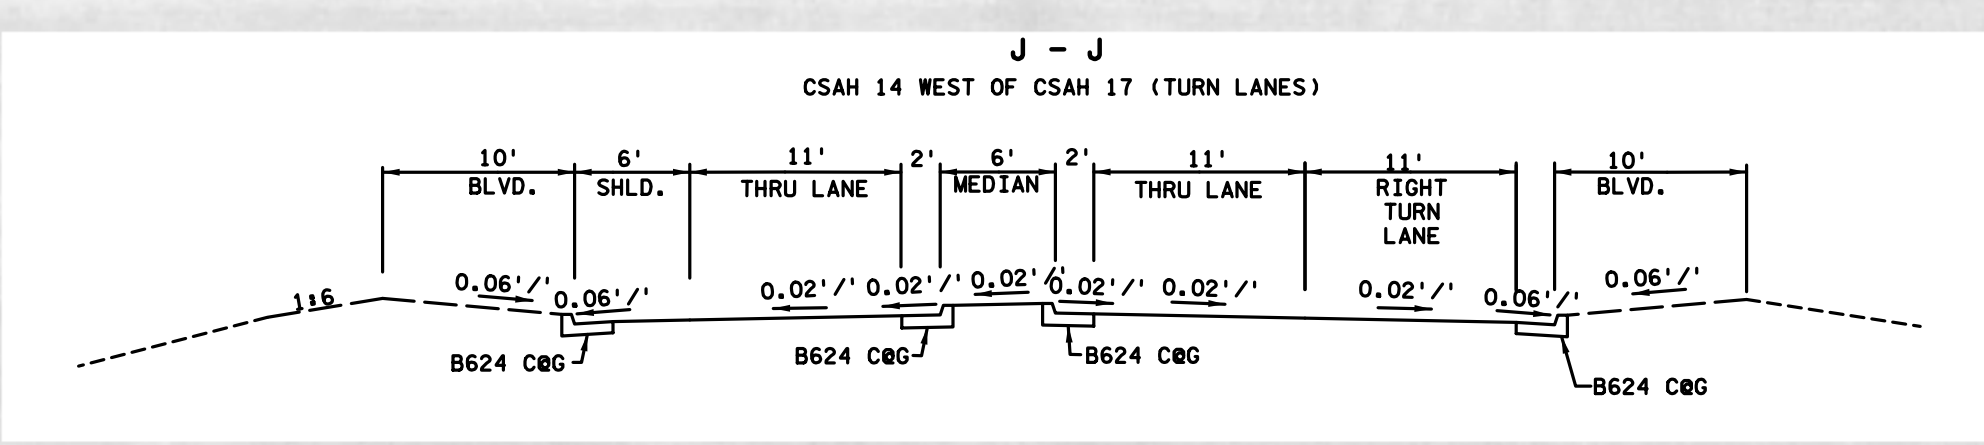 J - J
CSAH 14 WEST OF CSAH 17 (TURN LANES)
10' 6' 11' 2' 6' 2' 11' 11' 10'
BLVD. SHLD. THRU LANE MEDIAN THRU LANE RIGHT BLVD.
TURN
LANE
0.06'/' 0.06'/' 0.02'/' 0.02'/' 0.02'/' 0.02'/' 0.02'/' 0.02'/' 0.06'/' 0.06'/'
1:6
B624 C@G B624 C@G B624 C@G B624 C@G